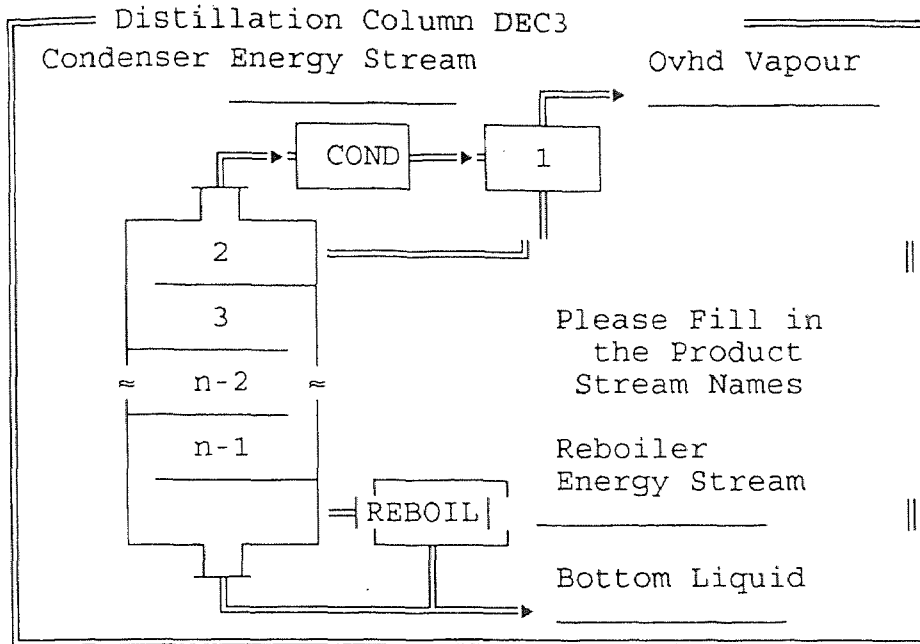 Distillation Column DEC3
Condenser Energy Stream
Ovhd Vapour
COND
1
2
3
Please Fill in
the Product
Stream Names
≈ n-2 ≈
n-1
Reboiler
Energy Stream
REBOIL
Bottom Liquid